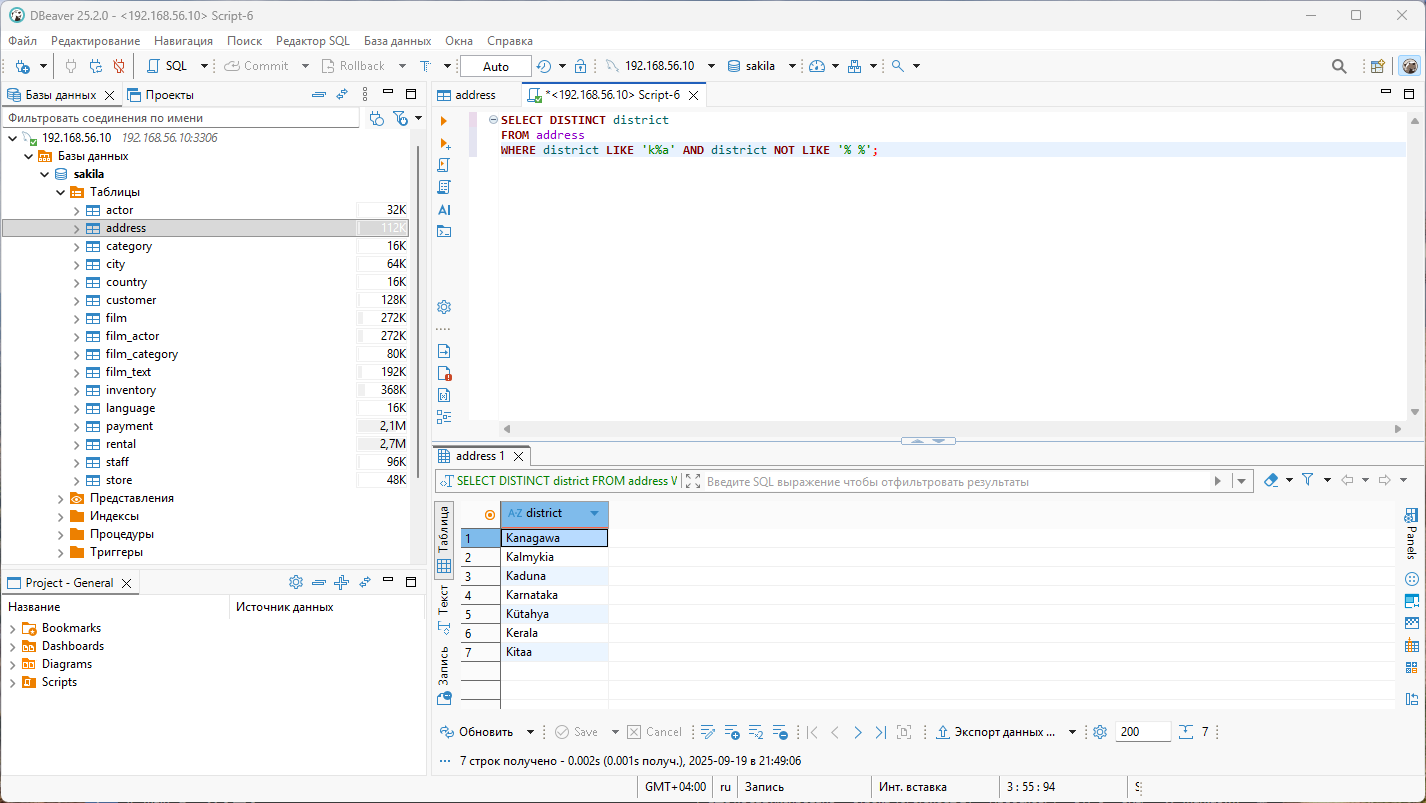 DBeaver 25.2.0 - <192.168.56.10> Script-6
Файл Редактирование Навигация Поиск Редактор SQL База данных Окна Справка
SQL Commit Rollback T Auto 192.168.56.10 sakila
Базы данных Проекты
Фильтровать соединения по имени
192.168.56.10 192.168.56.10:3306
Базы данных
sakila
Таблицы
actor 32K
address 112K
category 16K
city 64K
country 16K
customer 128K
film 272K
film_actor 272K
film_category 80K
film_text 192K
inventory 368K
language 16K
payment 2,1M
rental 2,7M
staff 96K
store 48K
Представления
Индексы
Процедуры
Триггеры
Project - General
Название Источник данных
Bookmarks
Dashboards
Diagrams
Scripts
address *<192.168.56.10> Script-6
SELECT DISTINCT district
FROM address
WHERE district LIKE 'k%a' AND district NOT LIKE '% %';
AI
address 1
SELECT DISTINCT district FROM address W Введите SQL выражение чтобы отфильтровать результаты
Таблица
Текст
Запись
A-Z district
1 Kanagawa
2 Kalmykia
3 Kaduna
4 Karnataka
5 Kütahya
6 Kerala
7 Kitaa
Panels
Обновить Save Cancel Экспорт данных ... 200 7
7 строк получено - 0.002s (0.001s получ.), 2025-09-19 в 21:49:06
GMT+04:00 ru Запись Инт. вставка 3 : 55 : 94